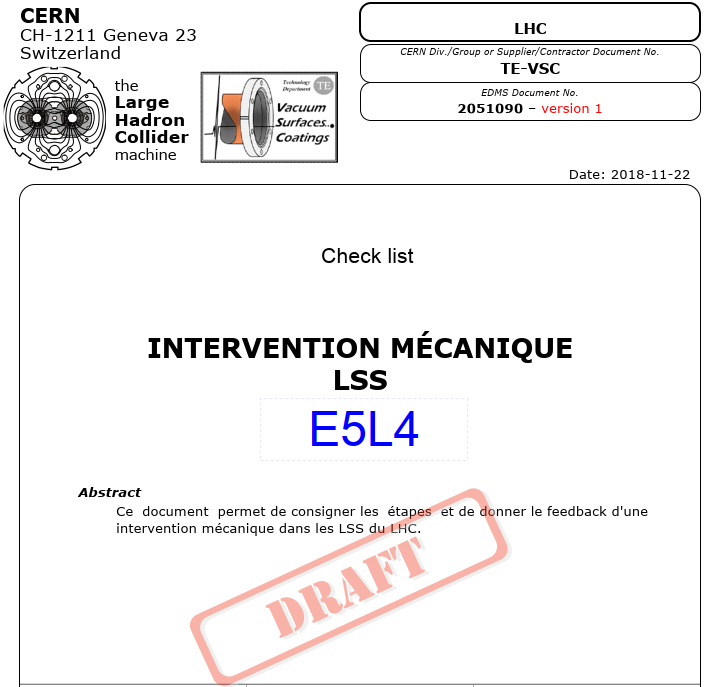 CERN
CH-1211 Geneva 23
Switzerland
the
Large
Hadron
Collider
machine
Technology
Department
TE
Vacuum
Surfaces..
Coatings
LHC
CERN Div./Group or Supplier/Contractor Document No.
TE-VSC
EDMS Document No.
2051090 – version 1
Date: 2018-11-22
Check list
INTERVENTION MÉCANIQUE
LSS
E5L4
Abstract
Ce document permet de consigner les étapes et de donner le feedback d'une
intervention mécanique dans les LSS du LHC.
DRAFT